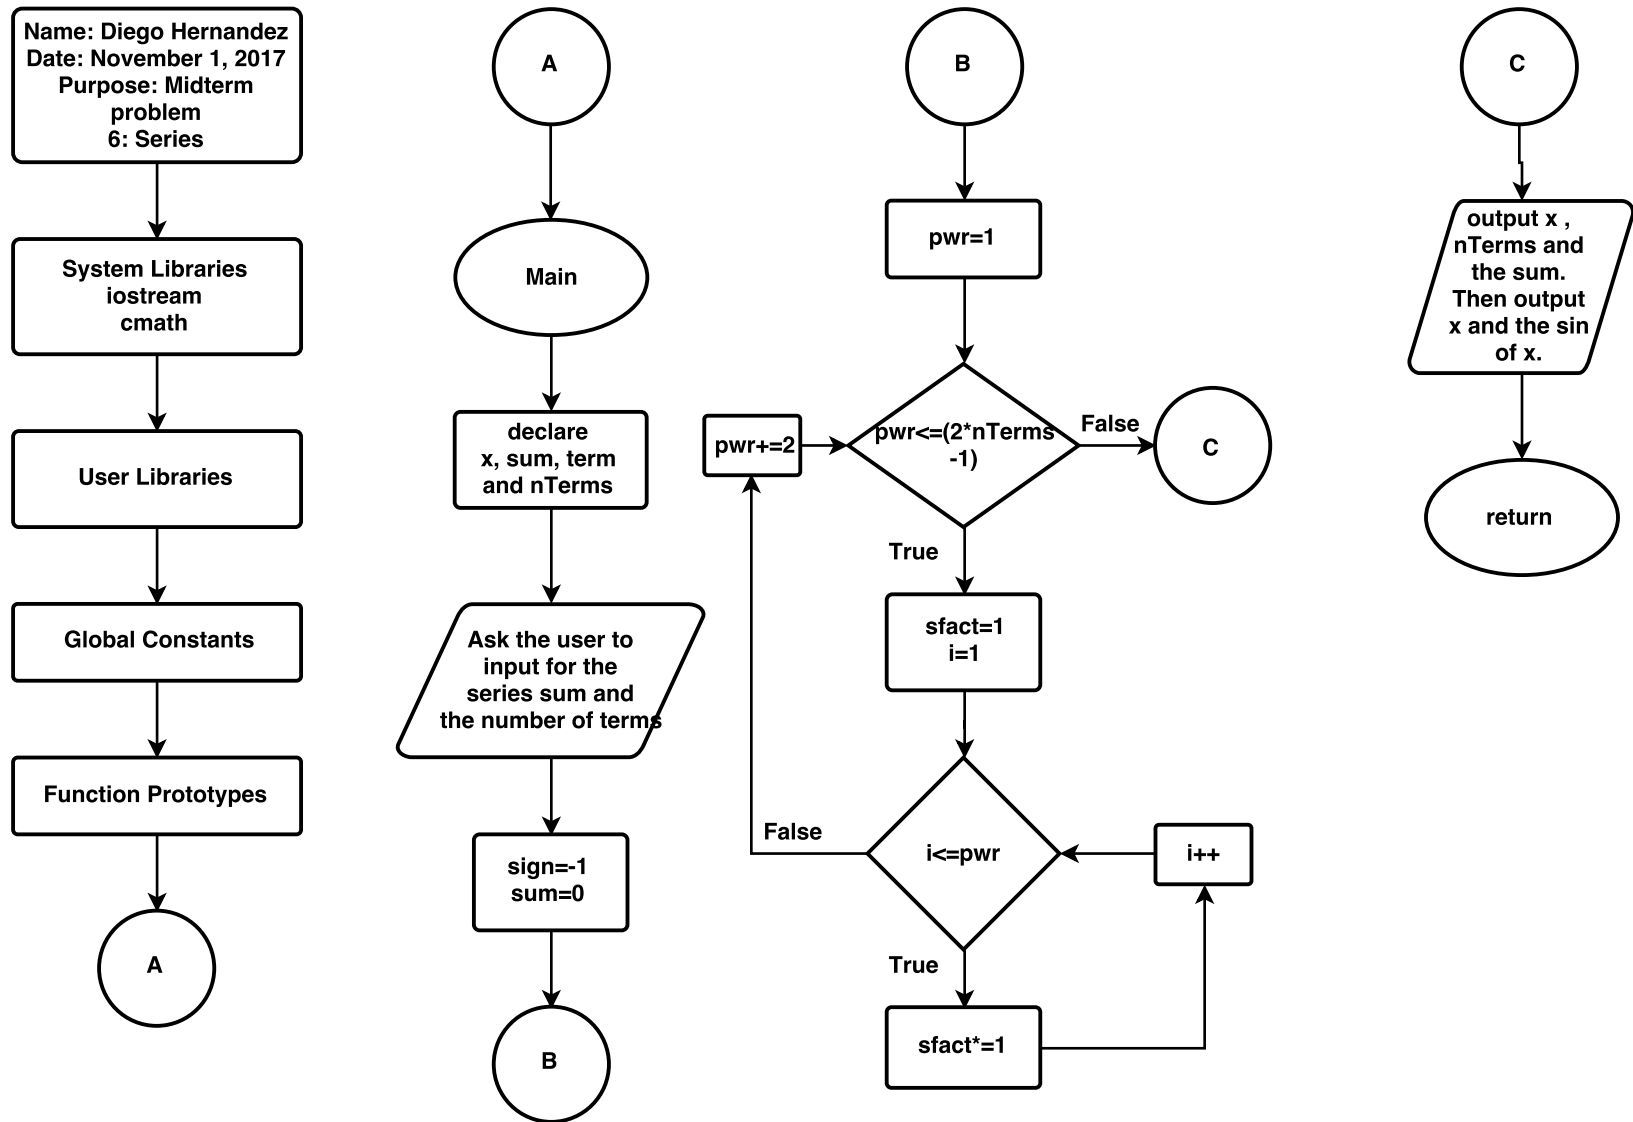 Name: Diego Hernandez
Date: November 1, 2017
Purpose: Midterm
problem
6: Series
System Libraries
iostream
cmath
User Libraries
Global Constants
Function Prototypes
A
A
Main
declare
x, sum, term
and nTerms
Ask the user to
input for the
series sum and
the number of terms
sign=-1
sum=0
B
B
pwr=1
pwr<=(2*nTerms
-1)
pwr+=2
False
C
True
sfact=1
i=1
i<=pwr
False
i++
True
sfact*=1
C
output x ,
nTerms and
the sum.
Then output
x and the sin
of x.
return